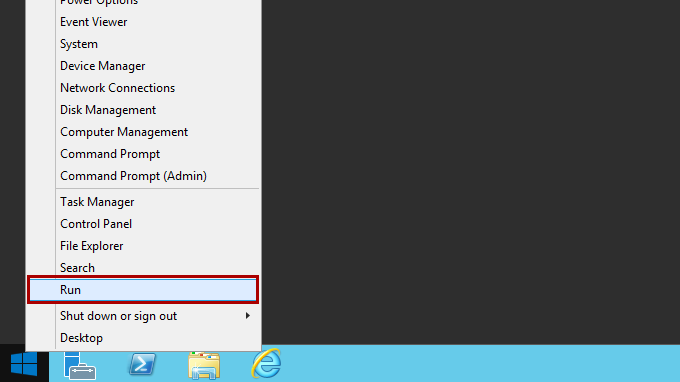 Power Options
Event Viewer
System
Device Manager
Network Connections
Disk Management
Computer Management
Command Prompt
Command Prompt (Admin)
Task Manager
Control Panel
File Explorer
Search
Run
Shut down or sign out
Desktop